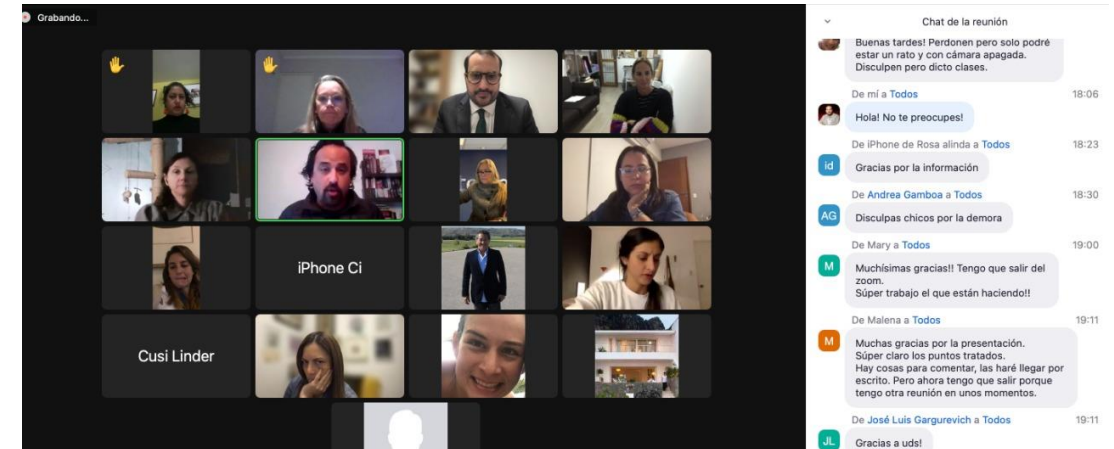 Grabando...
iPhone Ci
Cusi Linder
Chat de la reunión
Buenas tardes! Perdonen pero solo podré
estar un rato y con cámara apagada.
Disculpen pero dicto clases.
De mí a Todos 18:06
Hola! No te preocupes!
De iPhone de Rosa alinda a Todos 18:23
id
Gracias por la información
De Andrea Gamboa a Todos 18:30
AG
Disculpas chicos por la demora
De Mary a Todos 19:00
M
Muchísimas gracias!! Tengo que salir del
zoom.
Súper trabajo el que están haciendo!!
De Malena a Todos 19:11
M
Muchas gracias por la presentación.
Súper claro los puntos tratados.
Hay cosas para comentar, las haré llegar por
escrito. Pero ahora tengo que salir porque
tengo otra reunión en unos momentos.
De José Luis Gargurevich a Todos 19:11
JL
Gracias a uds!